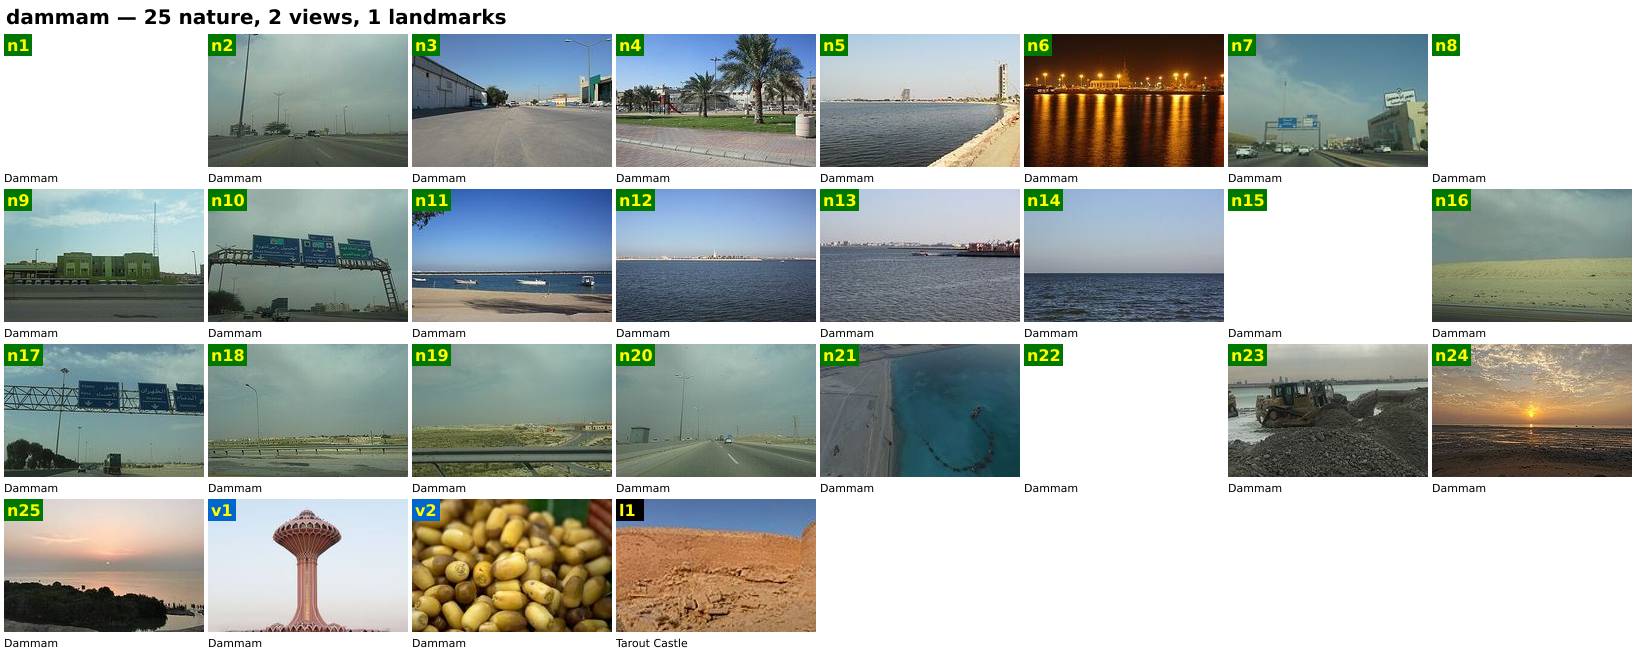 dammam — 25 nature, 2 views, 1 landmarks
n1 n2 n3 n4 n5 n6 n7 n8
Dammam Dammam Dammam Dammam Dammam Dammam Dammam Dammam
n9 n10 n11 n12 n13 n14 n15 n16
Dammam Dammam Dammam Dammam Dammam Dammam Dammam Dammam
n17 n18 n19 n20 n21 n22 n23 n24
الظهران
Dammam Dammam Dammam Dammam Dammam Dammam Dammam Dammam
n25 v1 v2 l1
Dammam Dammam Dammam Tarout Castle